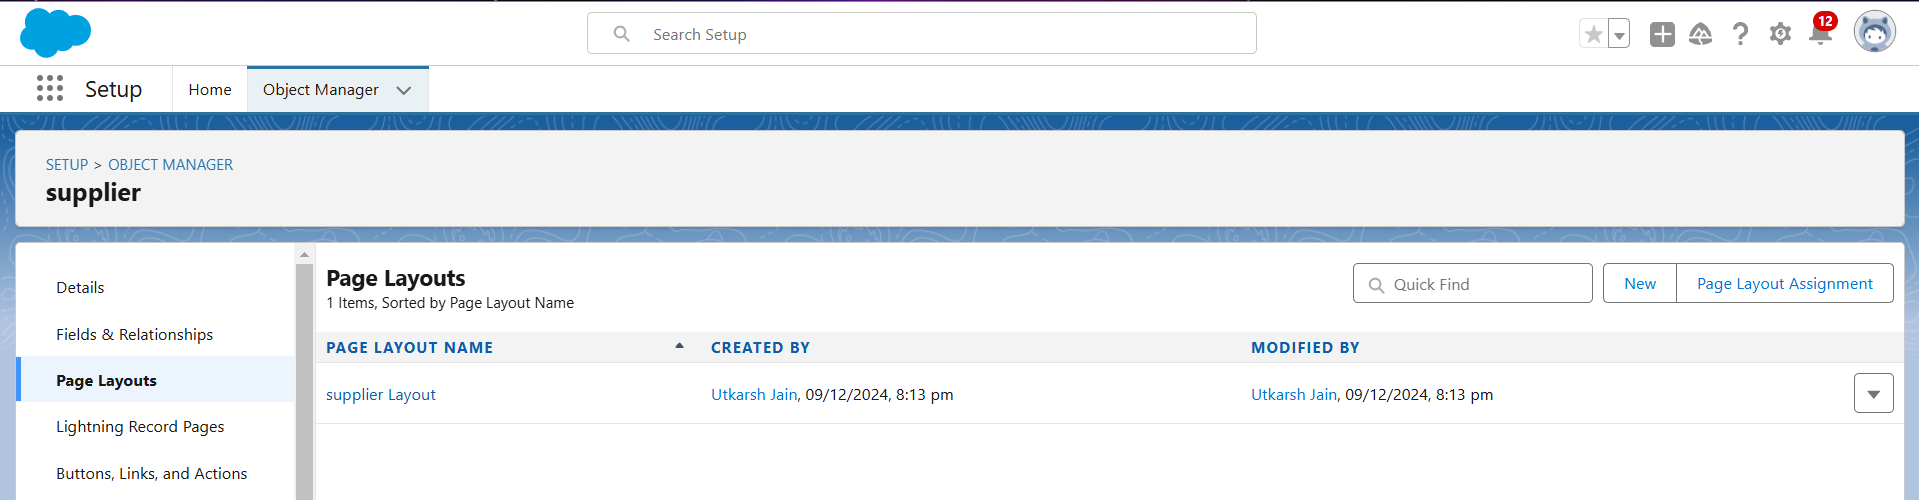 Search Setup
12
Setup
Home
Object Manager
SETUP > OBJECT MANAGER
supplier
Details
Fields & Relationships
Page Layouts
Lightning Record Pages
Buttons, Links, and Actions
Page Layouts
1 Items, Sorted by Page Layout Name
Quick Find
New
Page Layout Assignment
PAGE LAYOUT NAME CREATED BY MODIFIED BY
supplier Layout Utkarsh Jain, 09/12/2024, 8:13 pm Utkarsh Jain, 09/12/2024, 8:13 pm